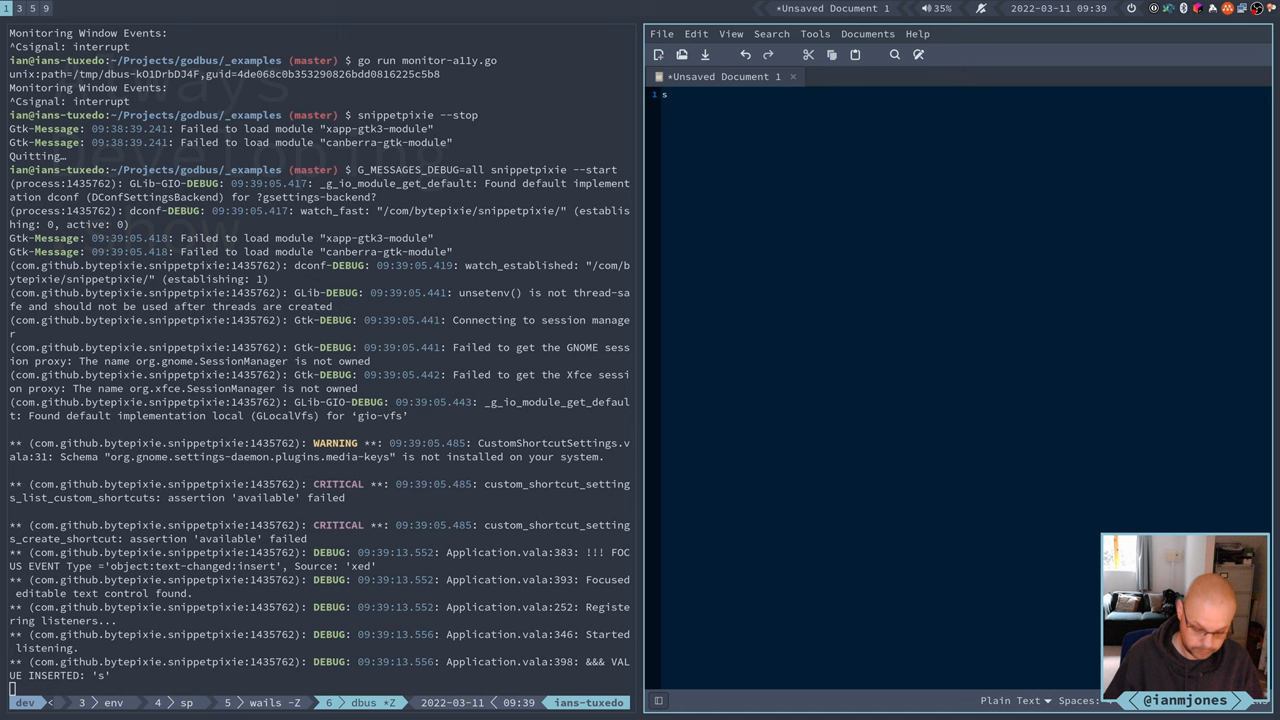 1 3 5 9
*Unsaved Document 1
35%
2022-03-11 09:39
Monitoring Window Events:
^Csignal: interrupt
ian@ians-tuxedo:~/Projects/godbus/_examples (master) $ go run monitor-a11y.go
unix:path=/tmp/dbus-kO1DrbDJ4F,guid=4de068c0b353290826bdd0816225c5b8
Monitoring Window Events:
^Csignal: interrupt
ian@ians-tuxedo:~/Projects/godbus/_examples (master) $ snippetpixie --stop
Gtk-Message: 09:38:39.241: Failed to load module "xapp-gtk3-module"
Gtk-Message: 09:38:39.241: Failed to load module "canberra-gtk-module"
Quitting…
ian@ians-tuxedo:~/Projects/godbus/_examples (master) $ G_MESSAGES_DEBUG=all snippetpixie --start
(process:1435762): GLib-GIO-DEBUG: 09:39:05.417: _g_io_module_get_default: Found default implement
ation dconf (DConfSettingsBackend) for ?gsettings-backend?
(process:1435762): dconf-DEBUG: 09:39:05.417: watch_fast: "/com/bytepixie/snippetpixie/" (establis
hing: 0, active: 0)
Gtk-Message: 09:39:05.418: Failed to load module "xapp-gtk3-module"
Gtk-Message: 09:39:05.418: Failed to load module "canberra-gtk-module"
(com.github.bytepixie.snippetpixie:1435762): dconf-DEBUG: 09:39:05.419: watch_established: "/com/b
ytepixie/snippetpixie/" (establishing: 1)
(com.github.bytepixie.snippetpixie:1435762): GLib-DEBUG: 09:39:05.441: unsetenv() is not thread-sa
fe and should not be used after threads are created
(com.github.bytepixie.snippetpixie:1435762): Gtk-DEBUG: 09:39:05.441: Connecting to session manage
r
(com.github.bytepixie.snippetpixie:1435762): Gtk-DEBUG: 09:39:05.441: Failed to get the GNOME sess
ion proxy: The name org.gnome.SessionManager is not owned
(com.github.bytepixie.snippetpixie:1435762): Gtk-DEBUG: 09:39:05.442: Failed to get the Xfce sessi
on proxy: The name org.xfce.SessionManager is not owned
(com.github.bytepixie.snippetpixie:1435762): GLib-GIO-DEBUG: 09:39:05.443: _g_io_module_get_defaul
t: Found default implementation local (GLocalVfs) for ‘gio-vfs’
** (com.github.bytepixie.snippetpixie:1435762): WARNING **: 09:39:05.485: CustomShortcutSettings.v
ala:31: Schema "org.gnome.settings-daemon.plugins.media-keys" is not installed on your system.
** (com.github.bytepixie.snippetpixie:1435762): CRITICAL **: 09:39:05.485: custom_shortcut_setting
s_list_custom_shortcuts: assertion 'available' failed
** (com.github.bytepixie.snippetpixie:1435762): CRITICAL **: 09:39:05.485: custom_shortcut_setting
s_create_shortcut: assertion 'available' failed
** (com.github.bytepixie.snippetpixie:1435762): DEBUG: 09:39:13.552: Application.vala:383: !!! FOC
US EVENT Type ='object:text-changed:insert', Source: 'xed'
** (com.github.bytepixie.snippetpixie:1435762): DEBUG: 09:39:13.552: Application.vala:393: Focused
editable text control found.
** (com.github.bytepixie.snippetpixie:1435762): DEBUG: 09:39:13.552: Application.vala:252: Registe
ring listeners...
** (com.github.bytepixie.snippetpixie:1435762): DEBUG: 09:39:13.556: Application.vala:346: Started
listening.
** (com.github.bytepixie.snippetpixie:1435762): DEBUG: 09:39:13.556: Application.vala:398: &&& VAL
UE INSERTED: 's'
dev < 3 > env 4 > sp 5 > wails -Z 6 > dbus *Z 2022-03-11 < 09:39 ians-tuxedo
File Edit View Search Tools Documents Help
*Unsaved Document 1 ×
1 s
Plain Text Spaces:
@ianmjones